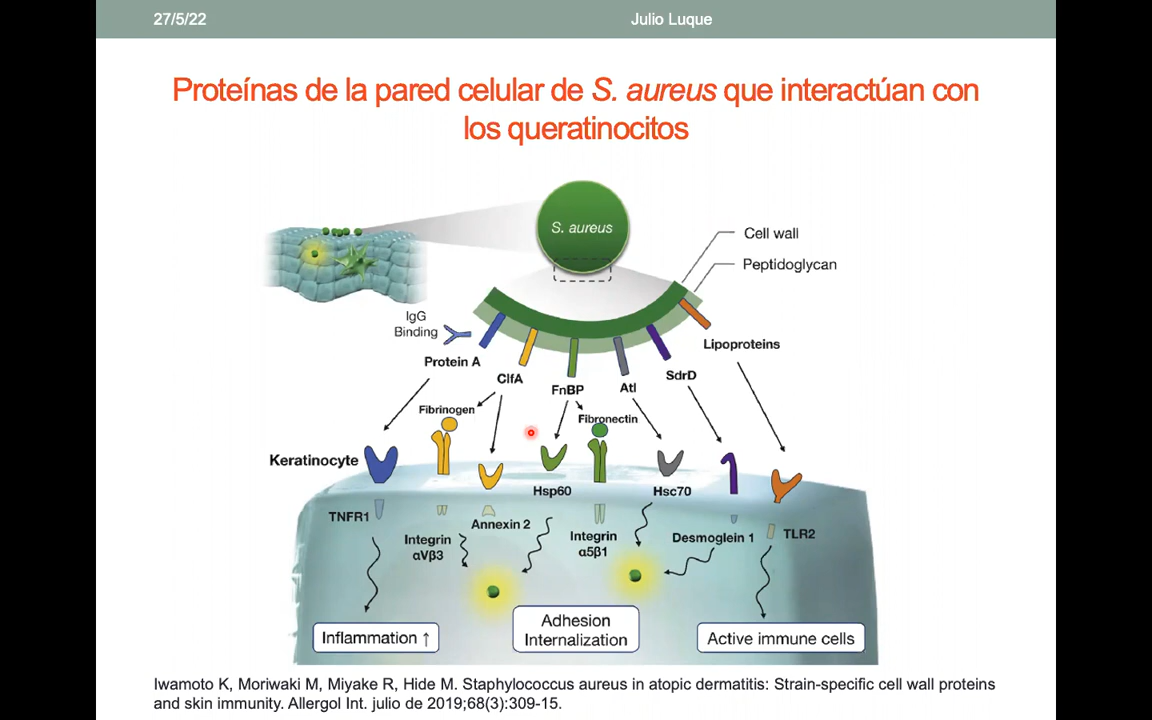 27/5/22
Julio Luque
Proteínas de la pared celular de S. aureus que interactúan con
los queratinocitos
S. aureus
Cell wall
Peptidoglycan
IgG
Binding
Protein A
ClfA
FnBP
Atl
SdrD
Lipoproteins
Fibrinogen
Fibronectin
Keratinocyte
Hsp60
Hsc70
TNFR1
Integrin
αVβ3
Annexin 2
Integrin
α5β1
Desmoglein 1
TLR2
Inflammation ↑
Adhesion
Internalization
Active immune cells
Iwamoto K, Moriwaki M, Miyake R, Hide M. Staphylococcus aureus in atopic dermatitis: Strain-specific cell wall proteins
and skin immunity. Allergol Int. julio de 2019;68(3):309-15.